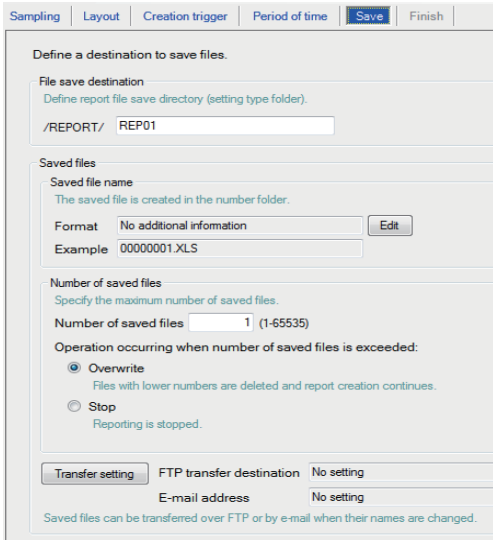 Sampling Layout Creation trigger Period of time Save Finish
Define a destination to save files.
File save destination
Define report file save directory (setting type folder).
/REPORT/ REP01
Saved files
Saved file name
The saved file is created in the number folder.
Format No additional information Edit
Example 00000001.XLS
Number of saved files
Specify the maximum number of saved files.
Number of saved files 1 (1-65535)
Operation occurring when number of saved files is exceeded:
Overwrite
Files with lower numbers are deleted and report creation continues.
Stop
Reporting is stopped.
Transfer setting FTP transfer destination No setting
E-mail address No setting
Saved files can be transferred over FTP or by e-mail when their names are changed.